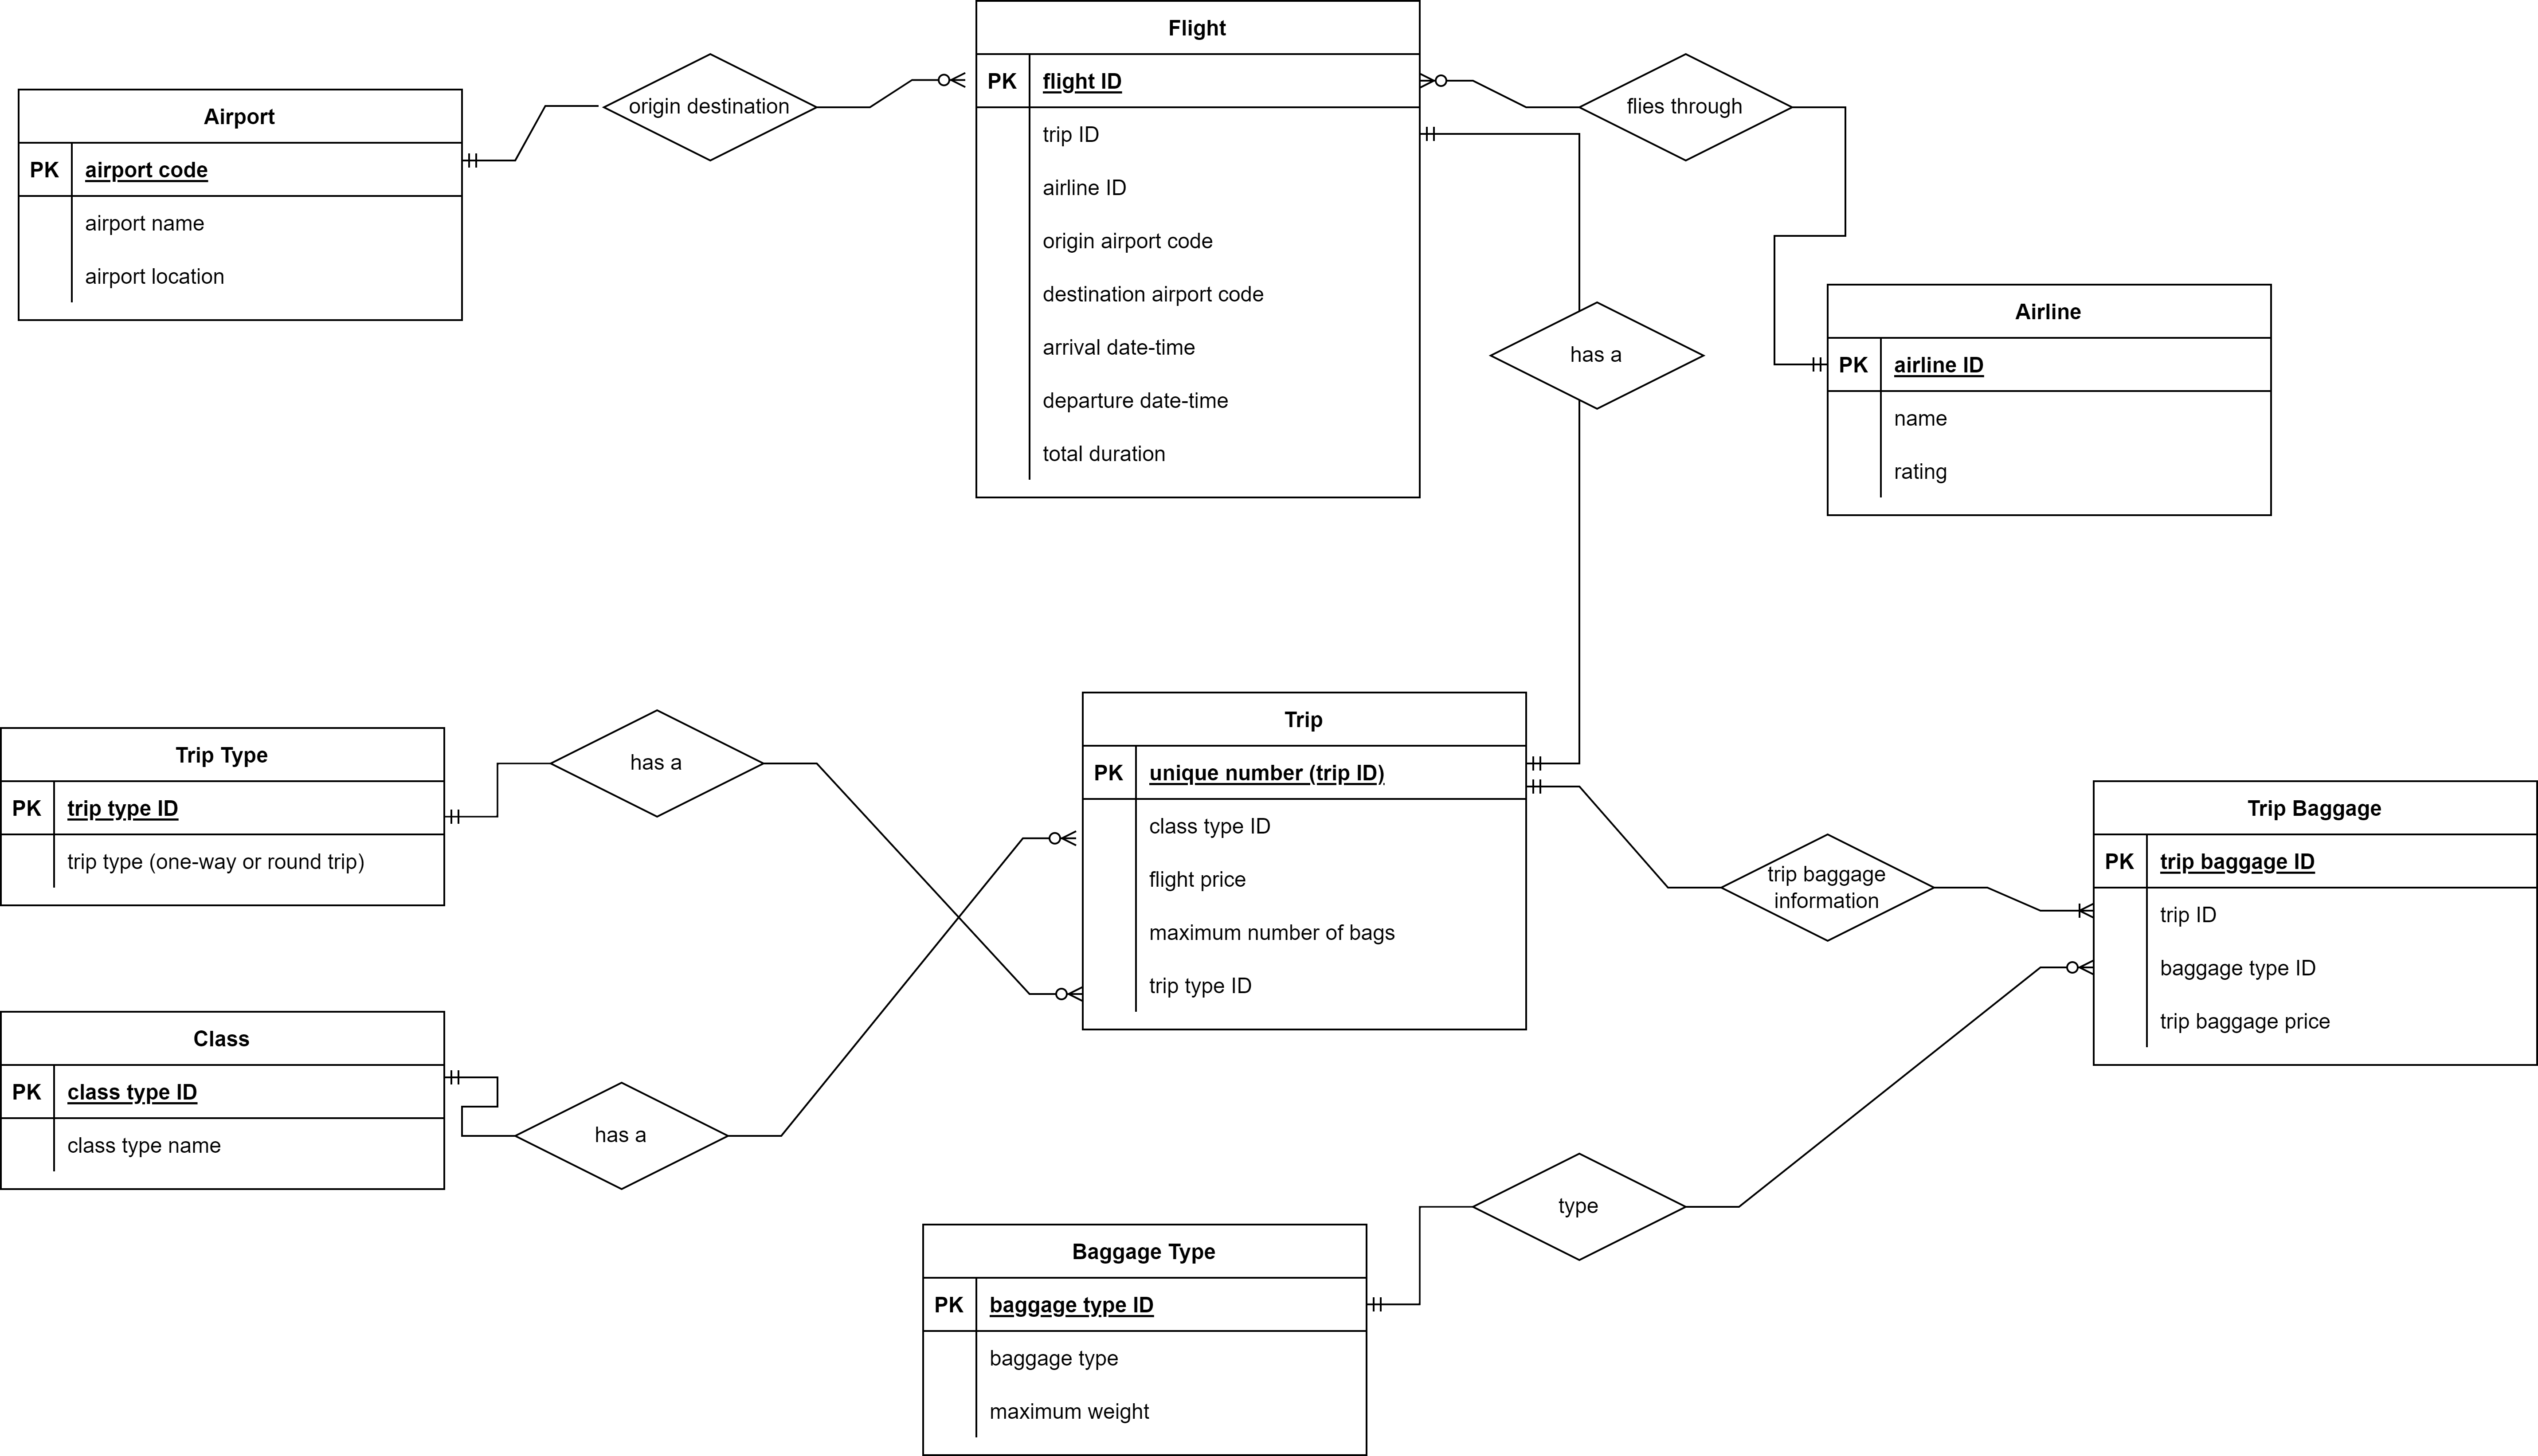 Flight
PK flight ID
trip ID
airline ID
origin airport code
destination airport code
arrival date-time
departure date-time
total duration
origin destination
flies through
Airport
PK airport code
airport name
airport location
has a
Airline
PK airline ID
name
rating
Trip
PK unique number (trip ID)
class type ID
flight price
maximum number of bags
trip type ID
has a
Trip Type
PK trip type ID
trip type (one-way or round trip)
trip baggage
information
Trip Baggage
PK trip baggage ID
trip ID
baggage type ID
trip baggage price
Class
PK class type ID
class type name
has a
type
Baggage Type
PK baggage type ID
baggage type
maximum weight